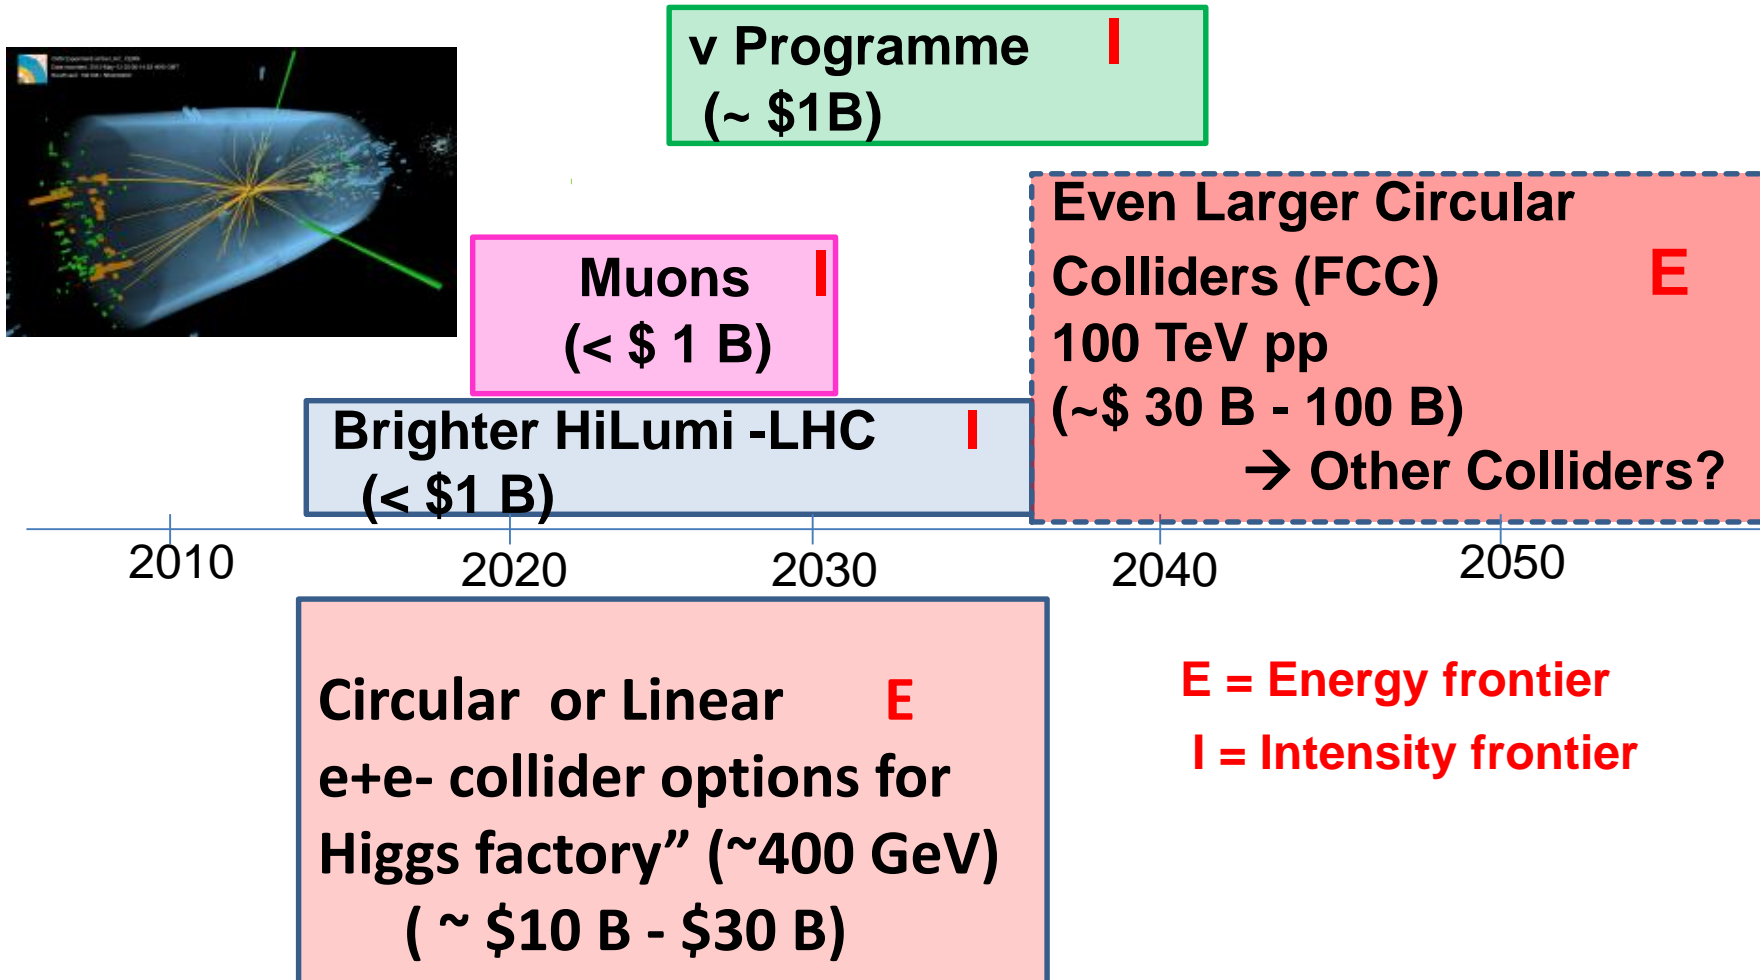 v Programme I
(~ $1B)
Even Larger Circular
Colliders (FCC) E
100 TeV pp
(~$ 30 B - 100 B)
→ Other Colliders?
Muons I
(< $ 1 B)
Brighter HiLumi -LHC I
(< $1 B)
2010 2020 2030 2040 2050
Circular or Linear E
e+e- collider options for
Higgs factory” (~400 GeV)
( ~ $10 B - $30 B)
E = Energy frontier
I = Intensity frontier